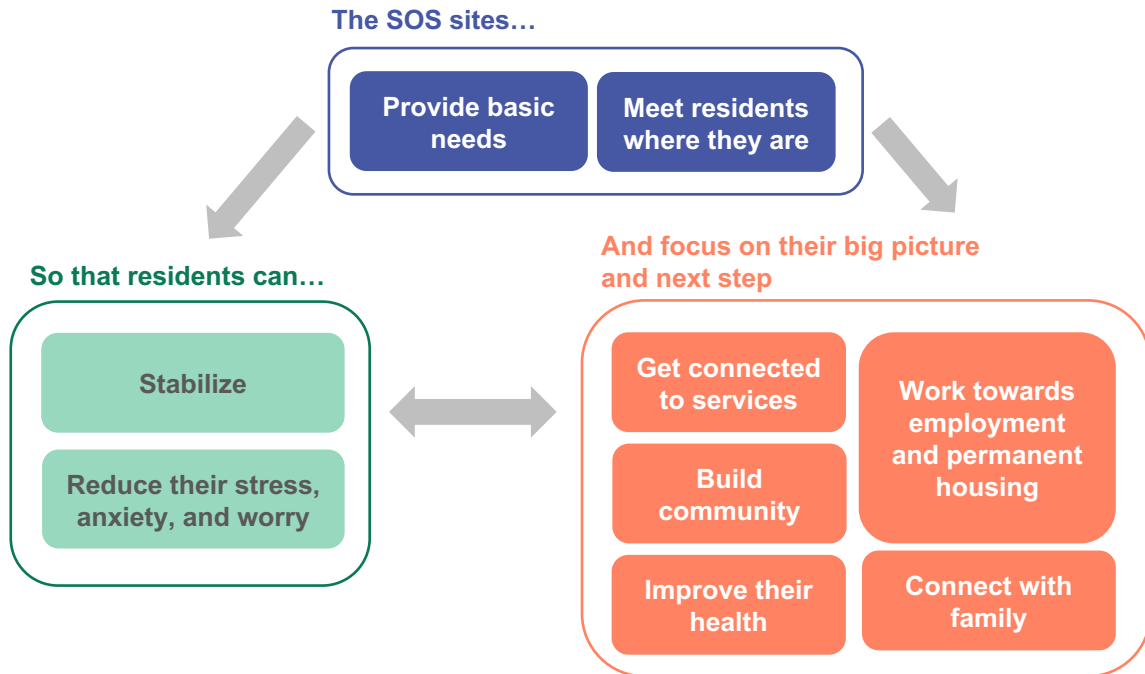 The SOS sites…
Provide basic
needs
Meet residents
where they are
So that residents can…
Stabilize
Reduce their stress,
anxiety, and worry
And focus on their big picture
and next step
Get connected
to services
Work towards
employment
and permanent
housing
Build
community
Improve their
health
Connect with
family